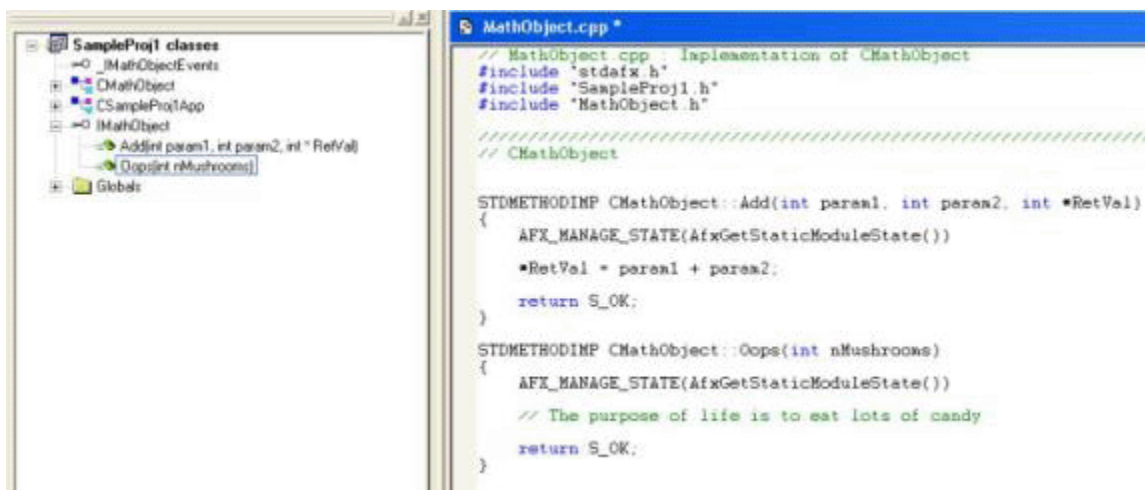 SampleProj1 classes
_IMathObjectEvents
CMathObject
CSampleProj1App
IMathObject
Add(int param1, int param2, int * RetVal)
Oops(int nMushrooms)
Globals
MathObject.cpp *
// MathObject.cpp : Implementation of CMathObject
#include "stdafx.h"
#include "SampleProj1.h"
#include "MathObject.h"
/////////////////////////////////////////////////////////////////////////////
// CMathObject
STDMETHODIMP CMathObject::Add(int param1, int param2, int *RetVal)
{
AFX_MANAGE_STATE(AfxGetStaticModuleState())
*RetVal = param1 + param2;
return S_OK;
}
STDMETHODIMP CMathObject::Oops(int nMushrooms)
{
AFX_MANAGE_STATE(AfxGetStaticModuleState())
// The purpose of life is to eat lots of candy
return S_OK;
}